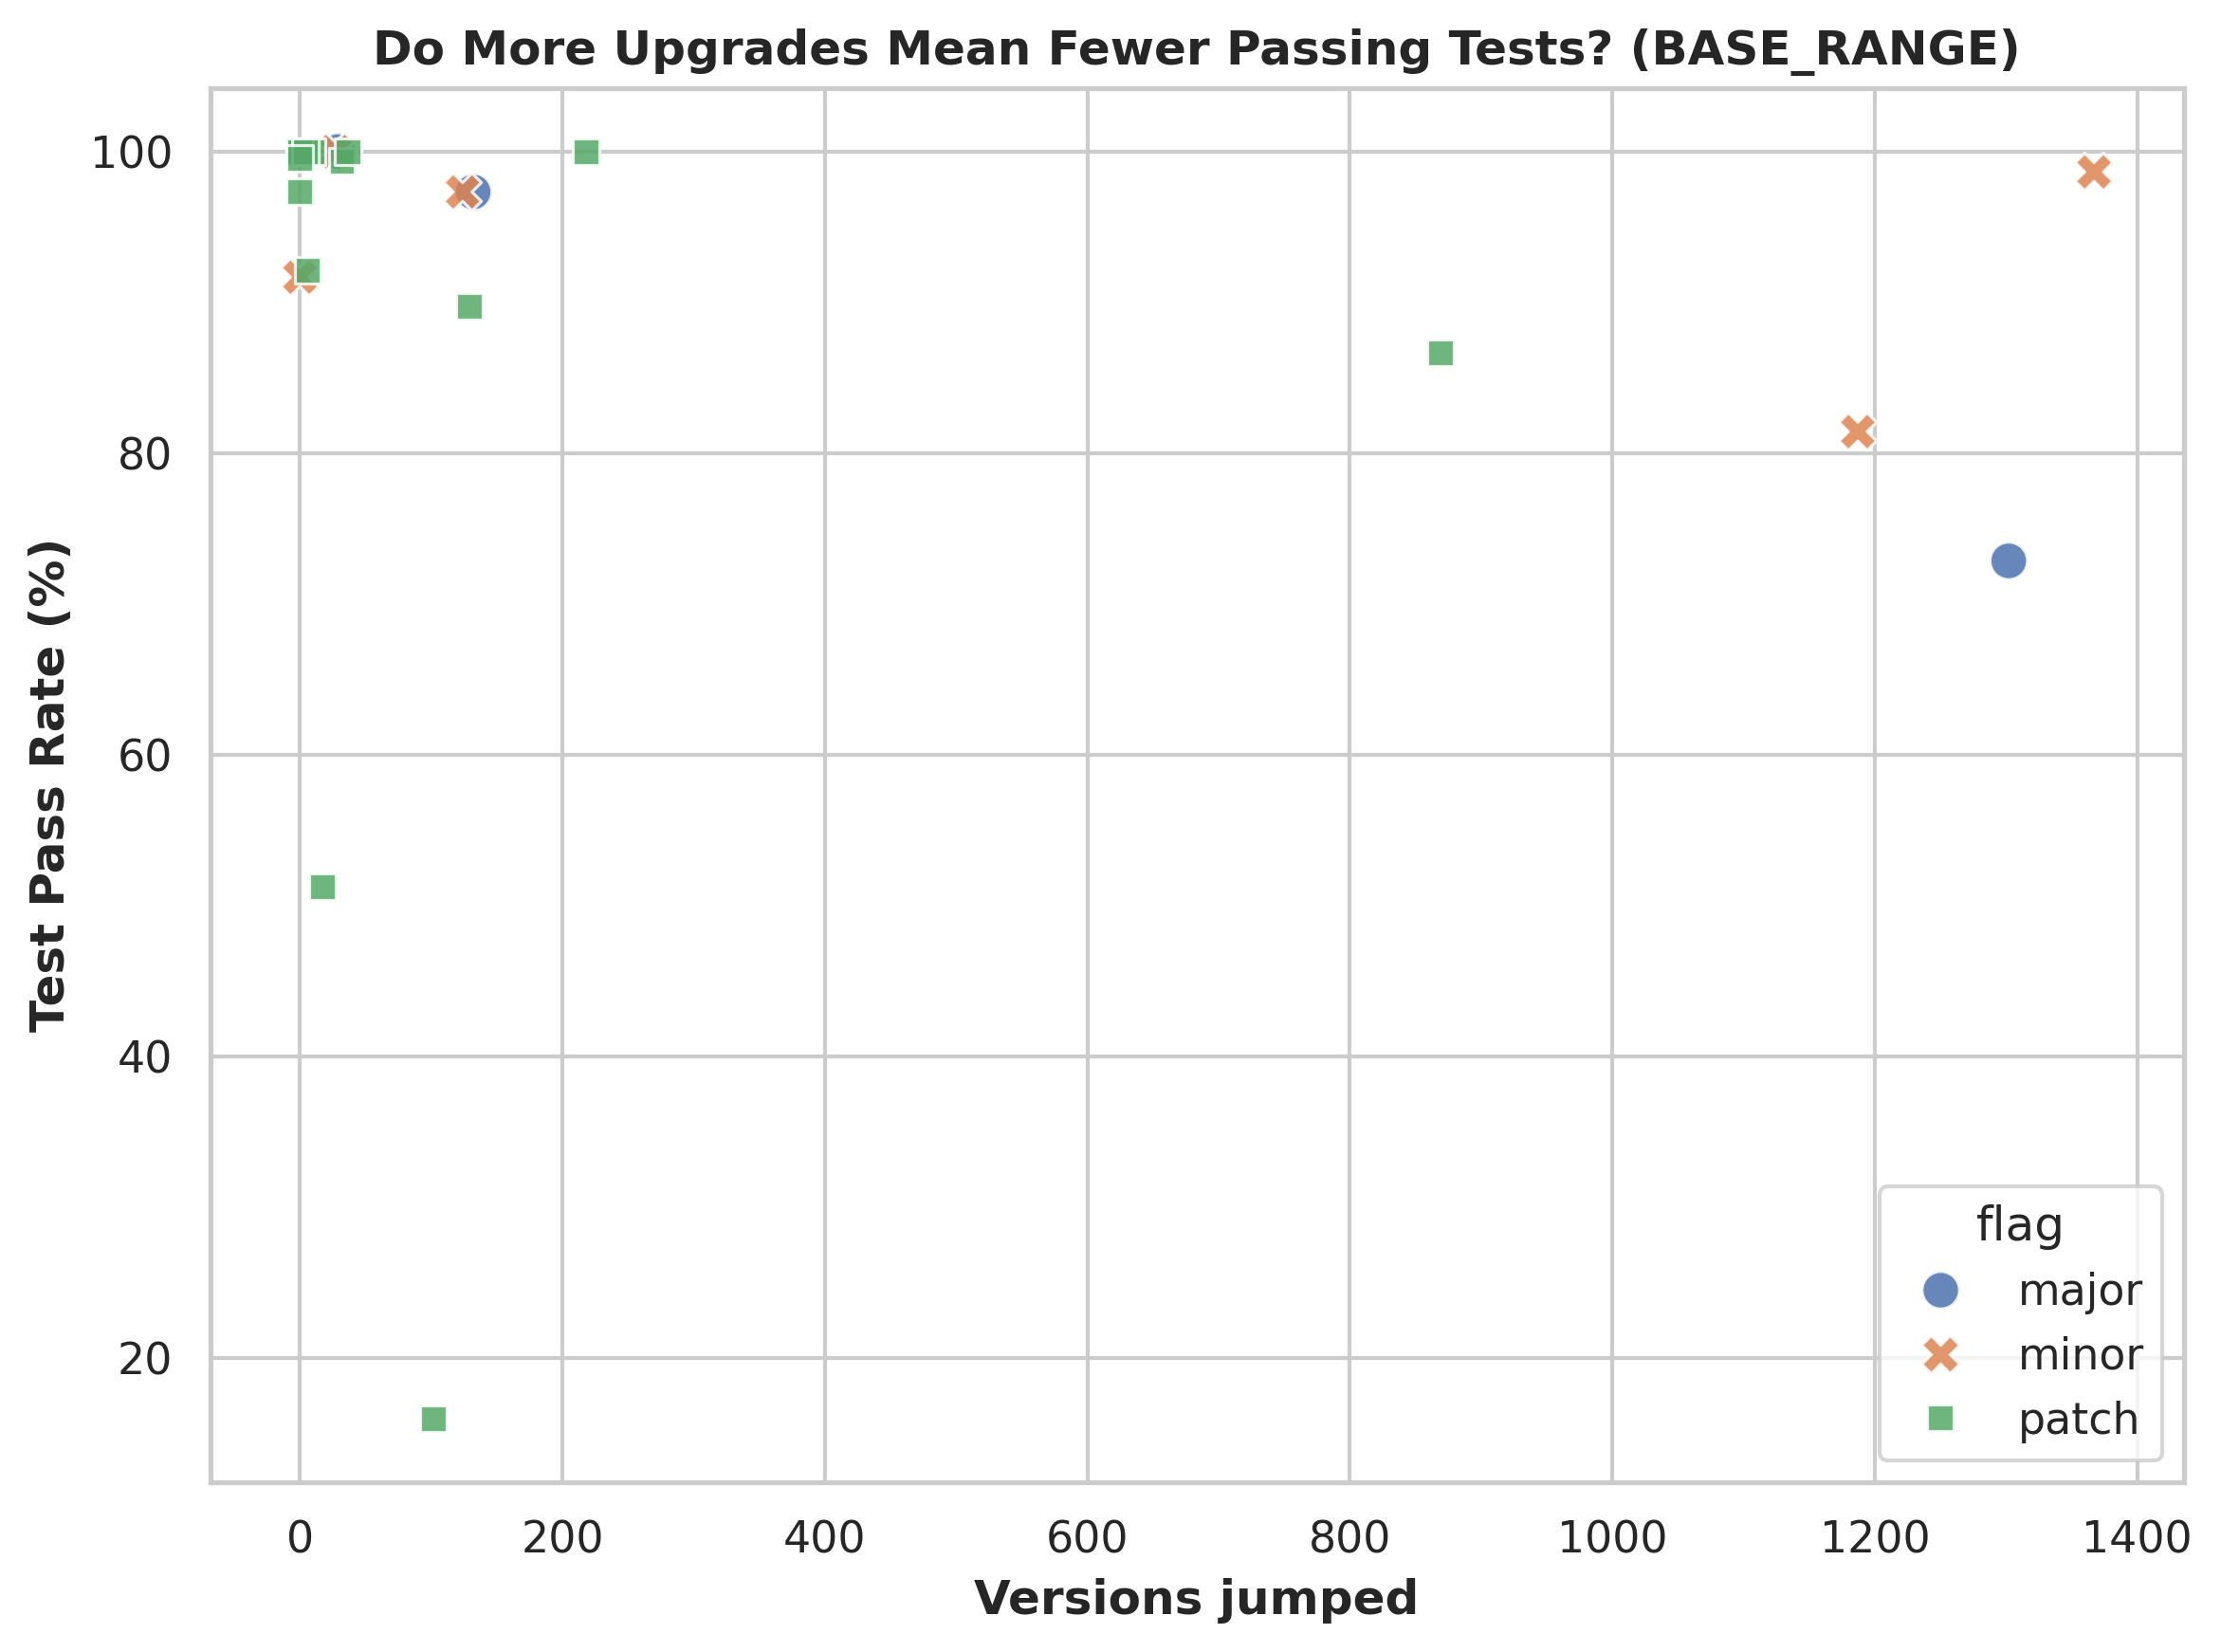 Do More Upgrades Mean Fewer Passing Tests? (BASE_RANGE)
100
80
60
40
20
Test Pass Rate (%)
0 200 400 600 800 1000 1200 1400
Versions jumped
flag
major
minor
patch